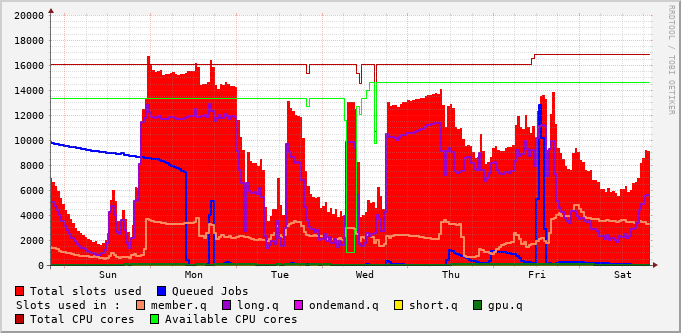 RRDTOOL / TOBI OETIKER
20000
18000
16000
14000
12000
10000
8000
6000
4000
2000
0
Sun Mon Tue Wed Thu Fri Sat
Total slots used Queued Jobs
Slots used in : member.q long.q ondemand.q short.q gpu.q
Total CPU cores Available CPU cores